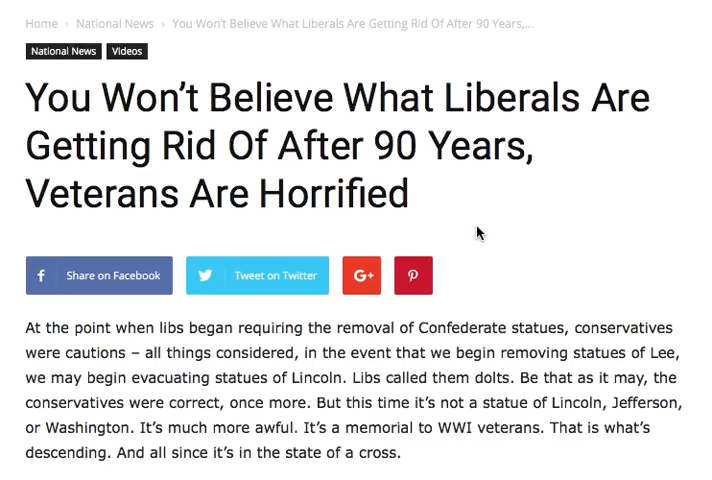 Home › National News › You Won't Believe What Liberals Are Getting Rid Of After 90 Years,...
National News Videos
You Won't Believe What Liberals Are
Getting Rid Of After 90 Years,
Veterans Are Horrified
Share on Facebook Tweet on Twitter G+
At the point when libs began requiring the removal of Confederate statues, conservatives
were cautions – all things considered, in the event that we begin removing statues of Lee,
we may begin evacuating statues of Lincoln. Libs called them dolts. Be that as it may, the
conservatives were correct, once more. But this time it's not a statue of Lincoln, Jefferson,
or Washington. It's much more awful. It's a memorial to WWI veterans. That is what's
descending. And all since it's in the state of a cross.